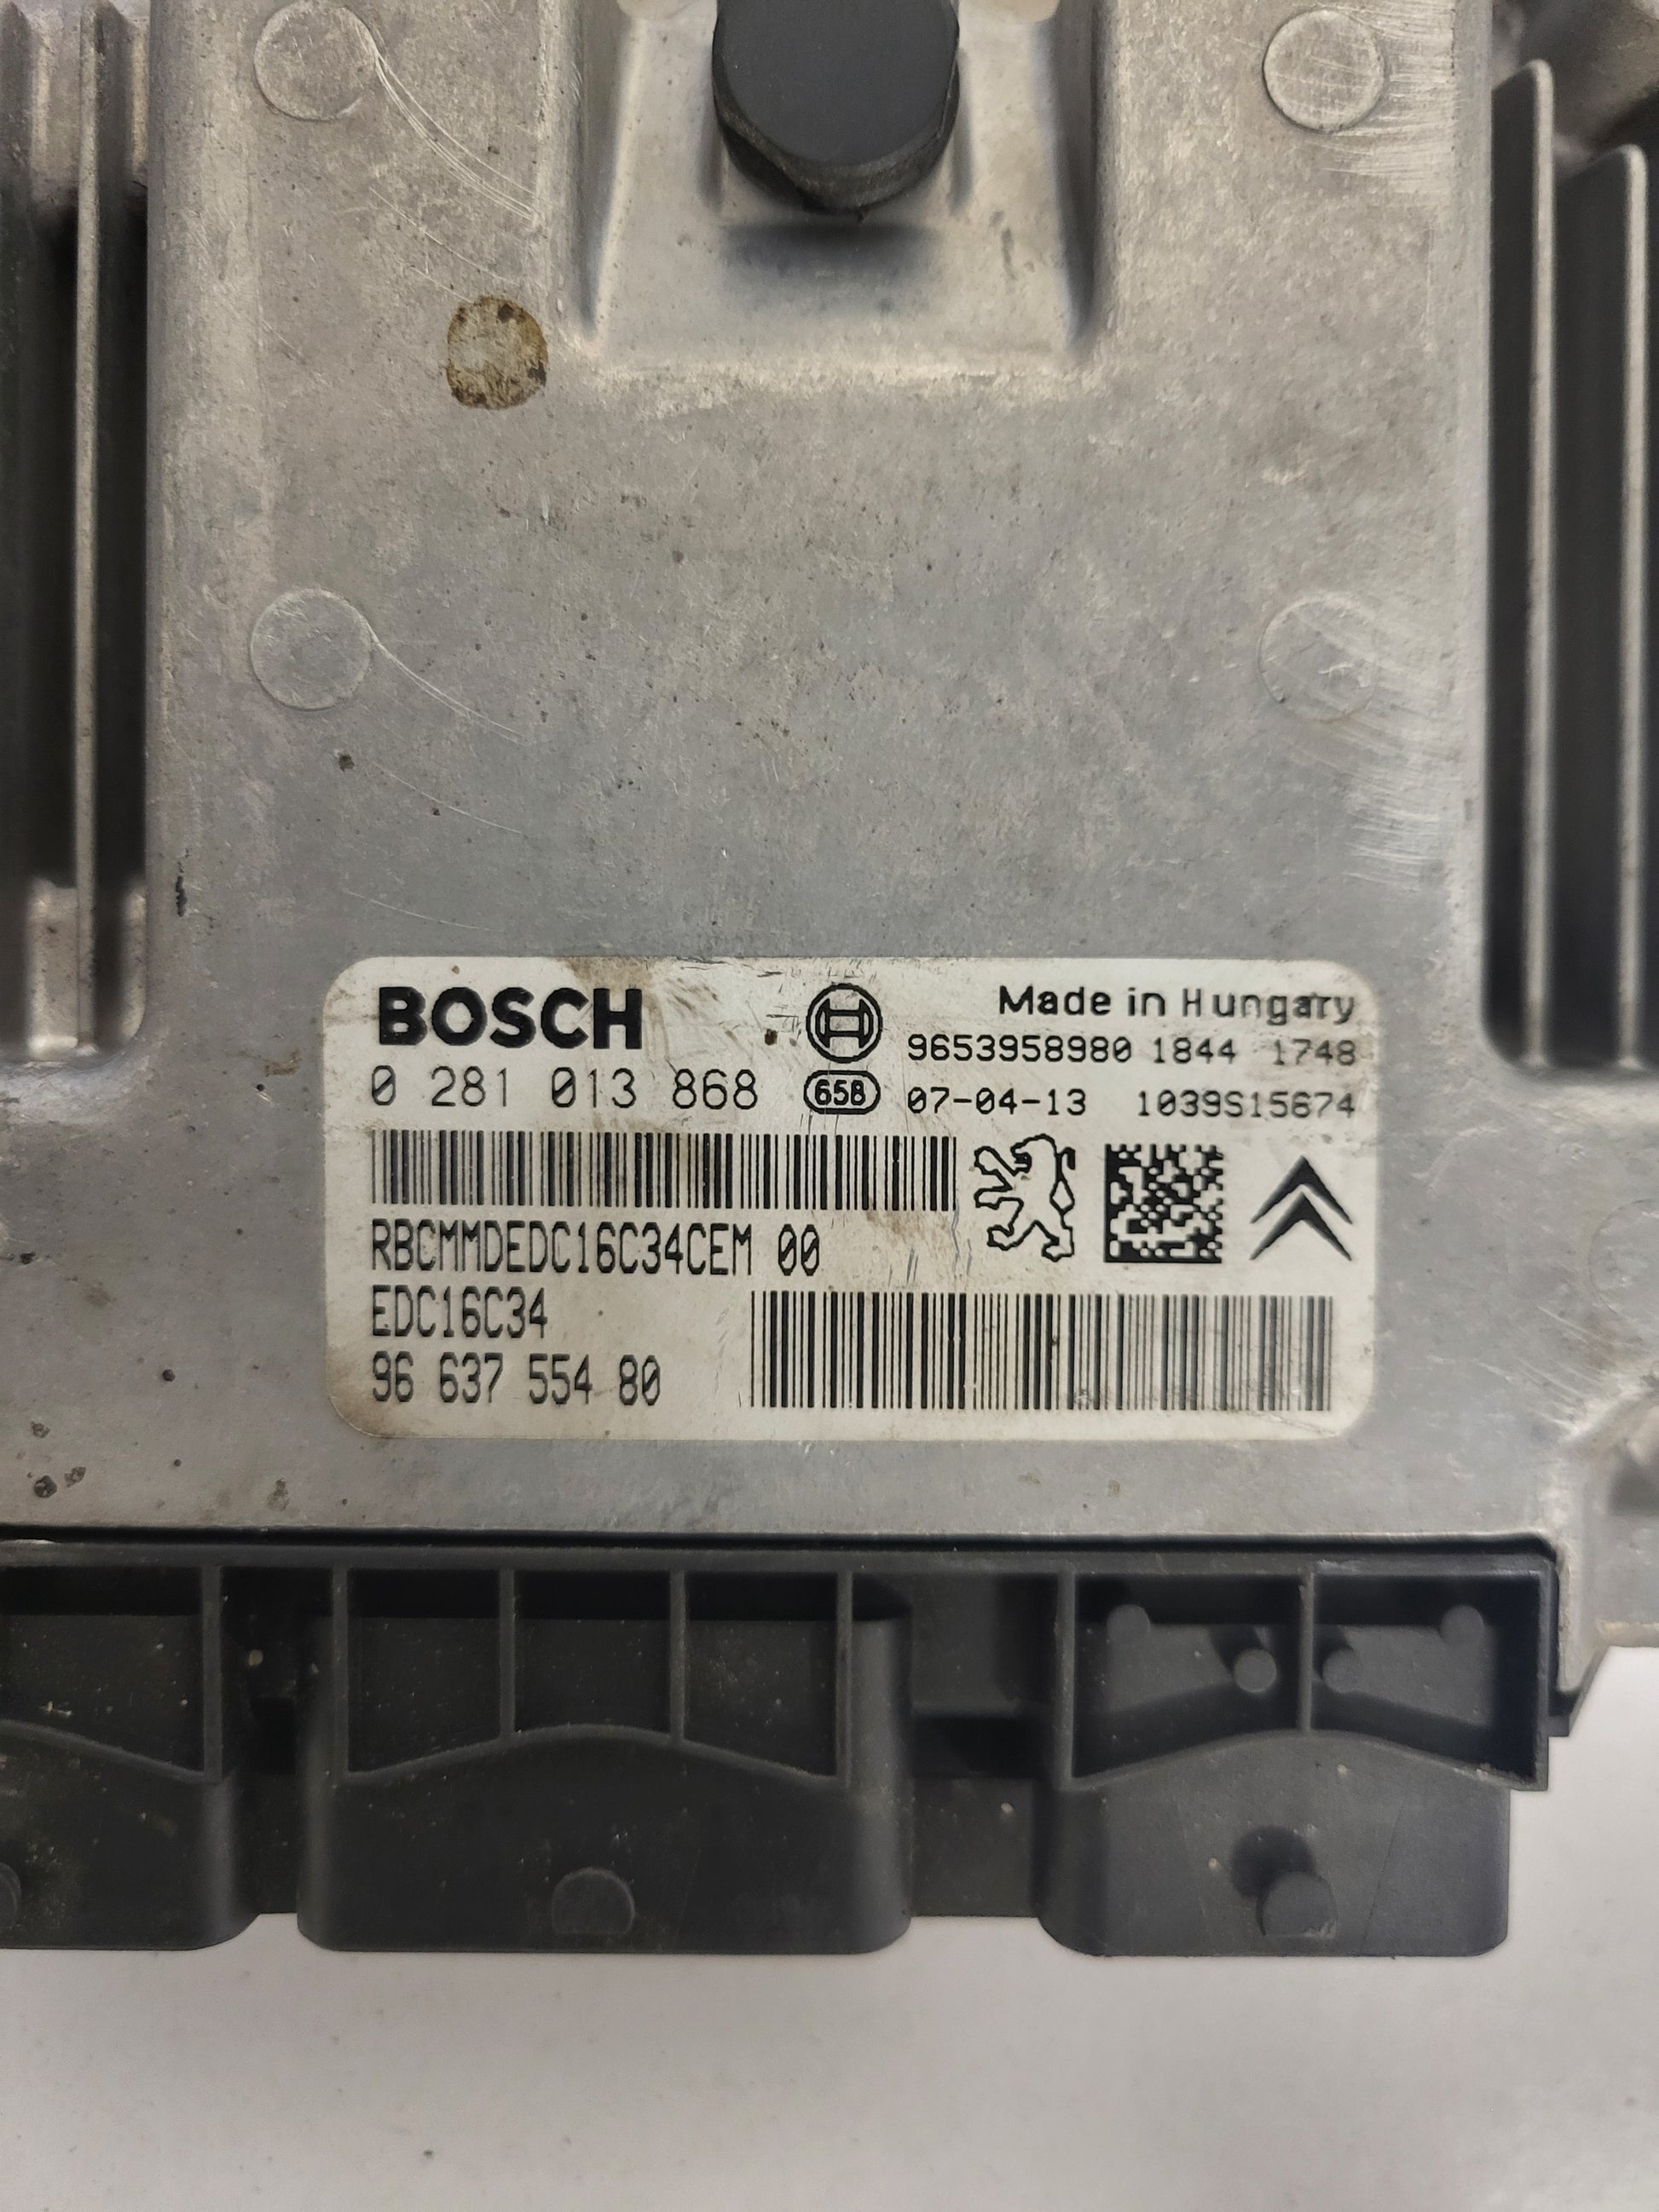 BOSCH
Made in Hungary
9653958980 1844 1748
0 281 013 868
65B
07-04-13 1039S15674
RBCMMDEDC16C34CEM 00
EDC16C34
96 637 554 80